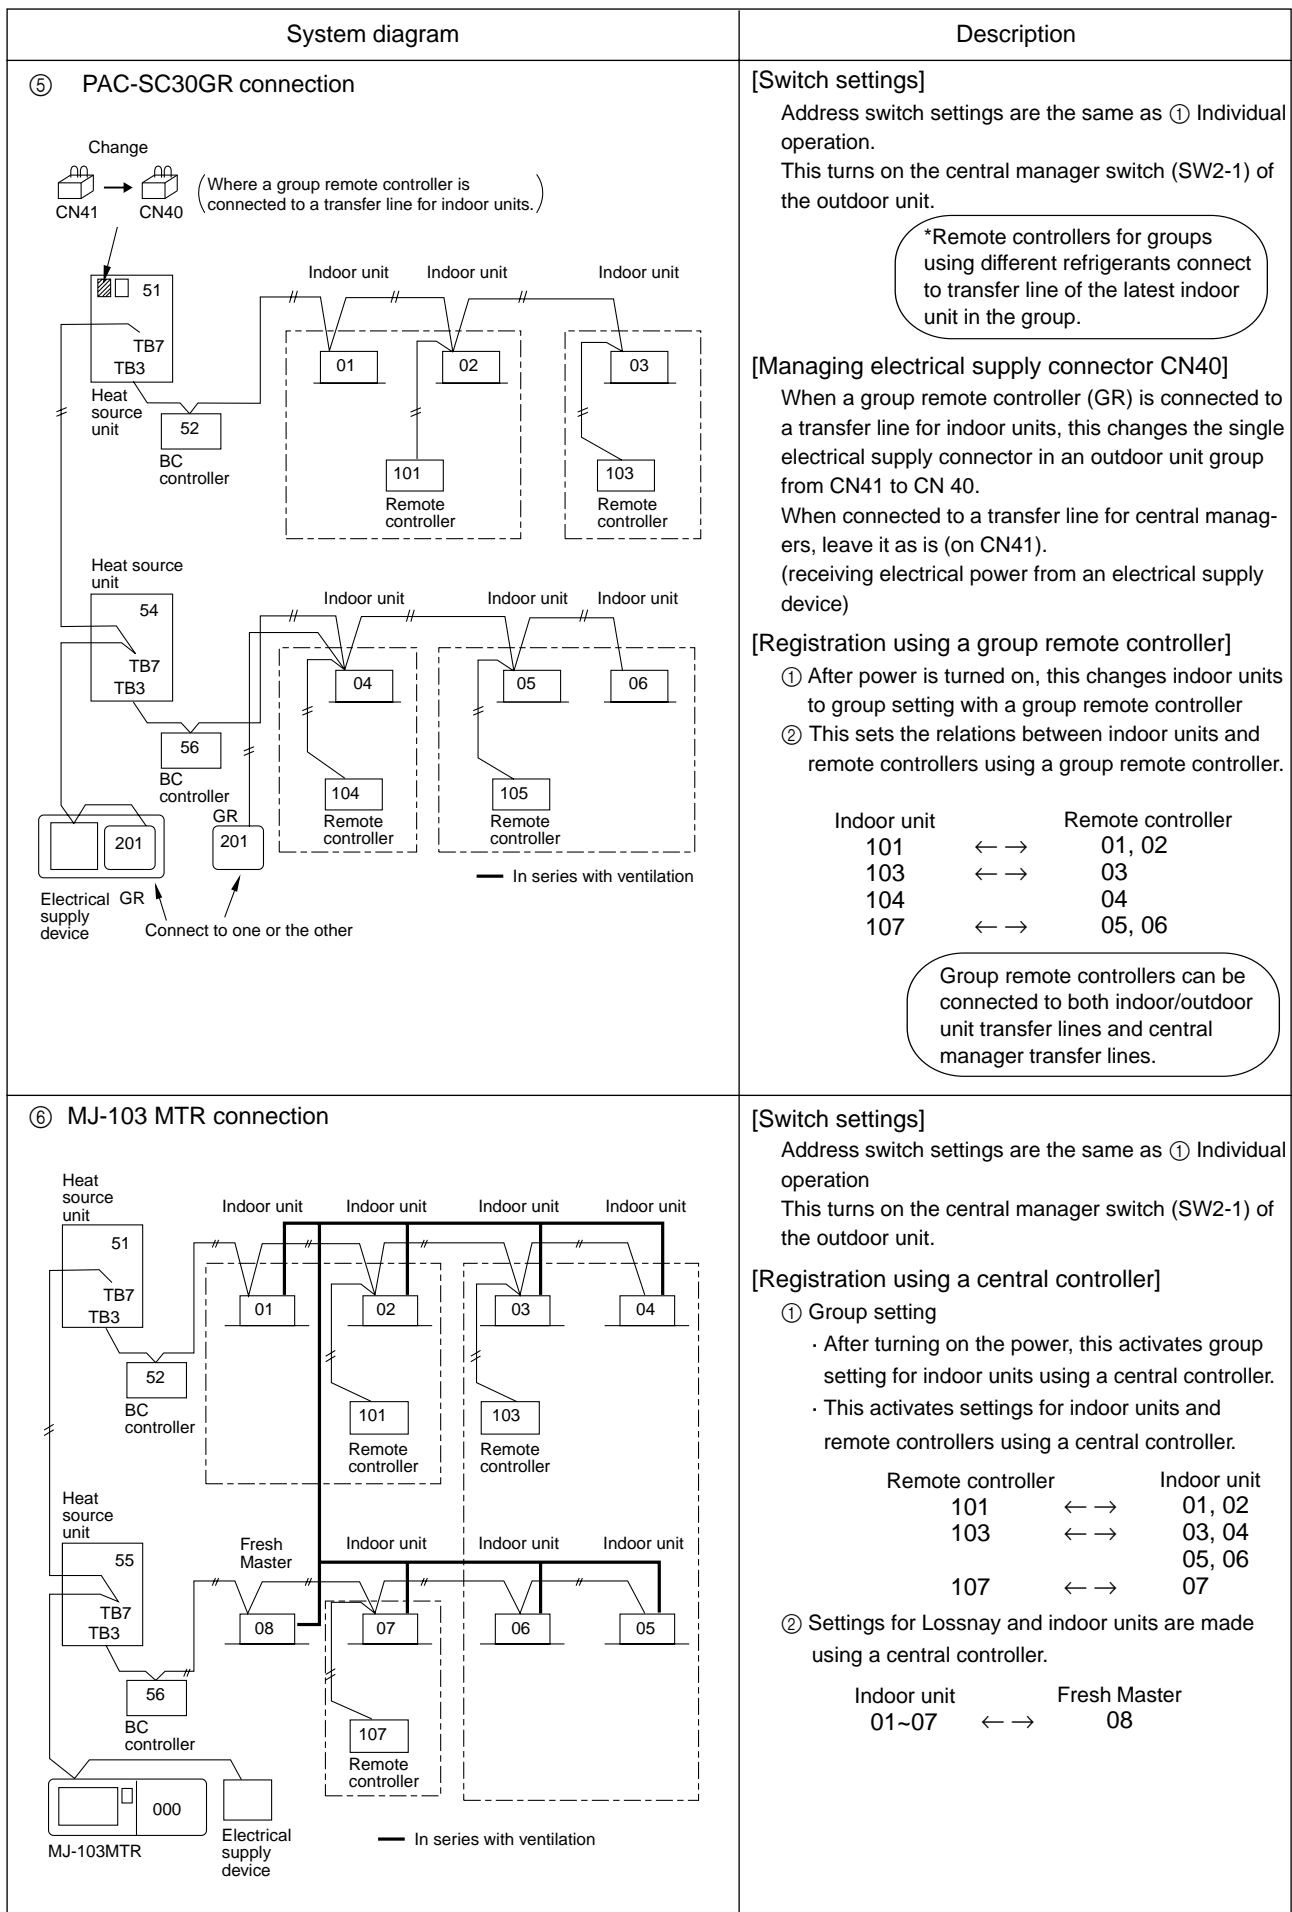 System diagram
Description
⑤ PAC-SC30GR connection
Change
CN41
CN40
(Where a group remote controller is
connected to a transfer line for indoor units.)
51
TB7
TB3
Heat
source
unit
52
BC
controller
Indoor unit
Indoor unit
Indoor unit
01
02
03
101
Remote
controller
103
Remote
controller
Heat source
unit
54
TB7
TB3
56
BC
controller
Indoor unit
Indoor unit
Indoor unit
04
05
06
104
Remote
controller
105
Remote
controller
GR
201
201
Electrical
supply
device
GR
Connect to one or the other
In series with ventilation
[Switch settings]
Address switch settings are the same as ① Individual
operation.
This turns on the central manager switch (SW2-1) of
the outdoor unit.
*Remote controllers for groups
using different refrigerants connect
to transfer line of the latest indoor
unit in the group.
[Managing electrical supply connector CN40]
When a group remote controller (GR) is connected to
a transfer line for indoor units, this changes the single
electrical supply connector in an outdoor unit group
from CN41 to CN 40.
When connected to a transfer line for central manag-
ers, leave it as is (on CN41).
(receiving electrical power from an electrical supply
device)
[Registration using a group remote controller]
① After power is turned on, this changes indoor units
to group setting with a group remote controller
② This sets the relations between indoor units and
remote controllers using a group remote controller.
Indoor unit Remote controller
101 ← → 01, 02
103 ← → 03
104 04
107 ← → 05, 06
Group remote controllers can be
connected to both indoor/outdoor
unit transfer lines and central
manager transfer lines.
⑥ MJ-103 MTR connection
Heat
source
unit
51
TB7
TB3
52
BC
controller
Indoor unit
Indoor unit
Indoor unit
Indoor unit
01
02
03
04
101
Remote
controller
103
Remote
controller
Heat
source
unit
55
TB7
TB3
56
BC
controller
Fresh
Master
Indoor unit
Indoor unit
Indoor unit
08
07
06
05
107
Remote
controller
000
MJ-103MTR
Electrical
supply
device
In series with ventilation
[Switch settings]
Address switch settings are the same as ① Individual
operation
This turns on the central manager switch (SW2-1) of
the outdoor unit.
[Registration using a central controller]
① Group setting
· After turning on the power, this activates group
setting for indoor units using a central controller.
· This activates settings for indoor units and
remote controllers using a central controller.
Remote controller Indoor unit
101 ← → 01, 02
103 ← → 03, 04
05, 06
107 ← → 07
② Settings for Lossnay and indoor units are made
using a central controller.
Indoor unit Fresh Master
01~07 ← → 08